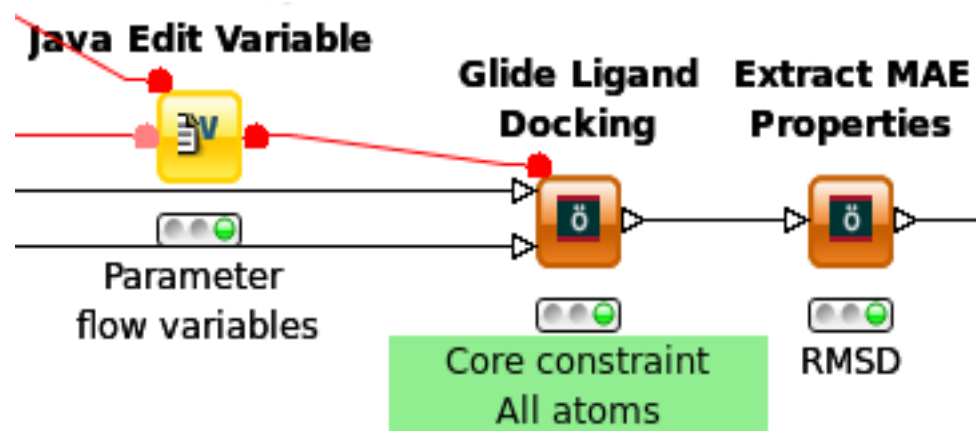 Java Edit Variable
V
Parameter
flow variables
Glide Ligand
Docking
ö
Core constraint
All atoms
Extract MAE
Properties
ö
RMSD